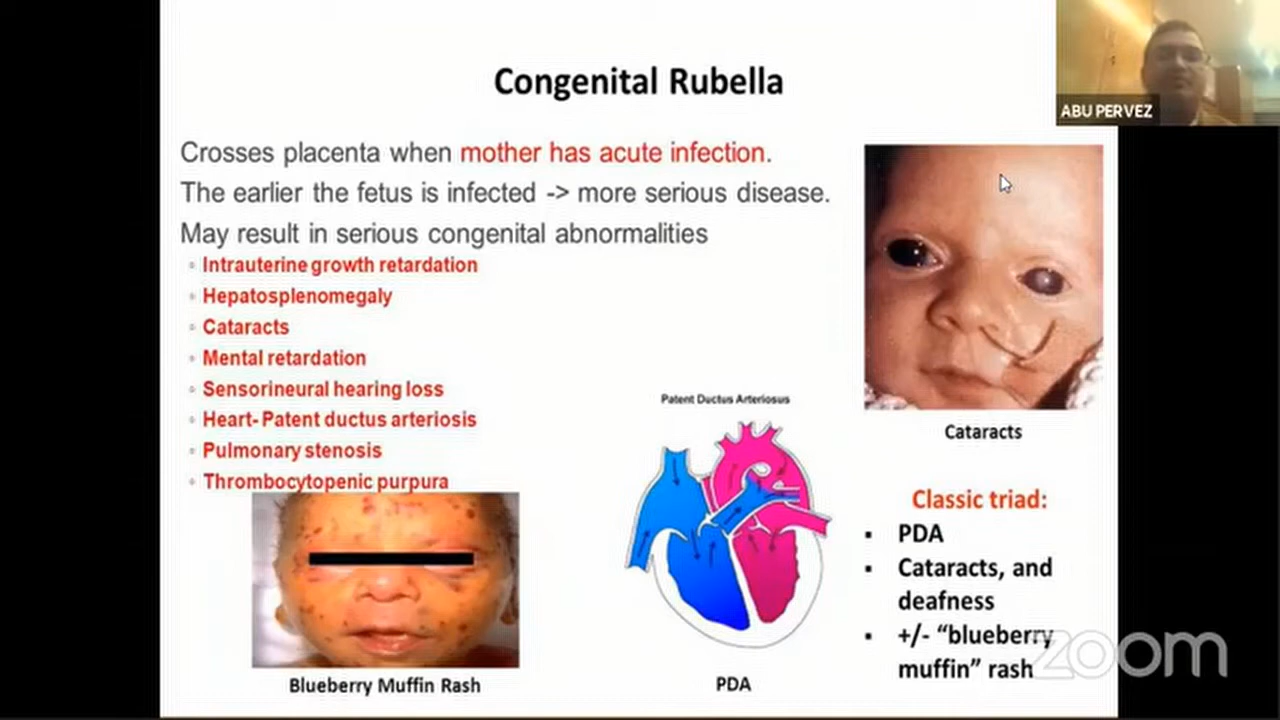 Congenital Rubella
ABU PERVEZ
Crosses placenta when mother has acute infection.
The earlier the fetus is infected -> more serious disease.
May result in serious congenital abnormalities
Intrauterine growth retardation
Hepatosplenomegaly
Cataracts
Mental retardation
Sensorineural hearing loss
Heart- Patent ductus arteriosis
Pulmonary stenosis
Thrombocytopenic purpura
Blueberry Muffin Rash
Patent Ductus Arteriosus
PDA
Cataracts
Classic triad:
▪ PDA
▪ Cataracts, and
deafness
▪ +/- “blueberry
muffin” rash
zoom